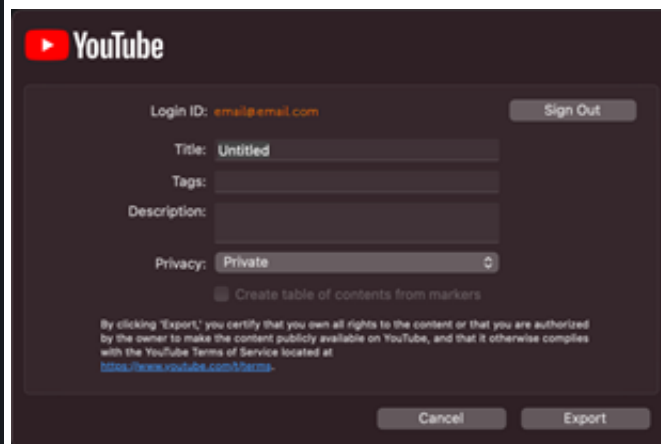 YouTube
Login ID: email@email.com
Sign Out
Title: Untitled
Tags:
Description:
Privacy: Private
Create table of contents from markers
By clicking 'Export,' you certify that you own all rights to the content or that you are authorized
by the owner to make the content publicly available on YouTube, and that it otherwise complies
with the YouTube Terms of Service located at
https://www.youtube.com/t/terms.
Cancel
Export